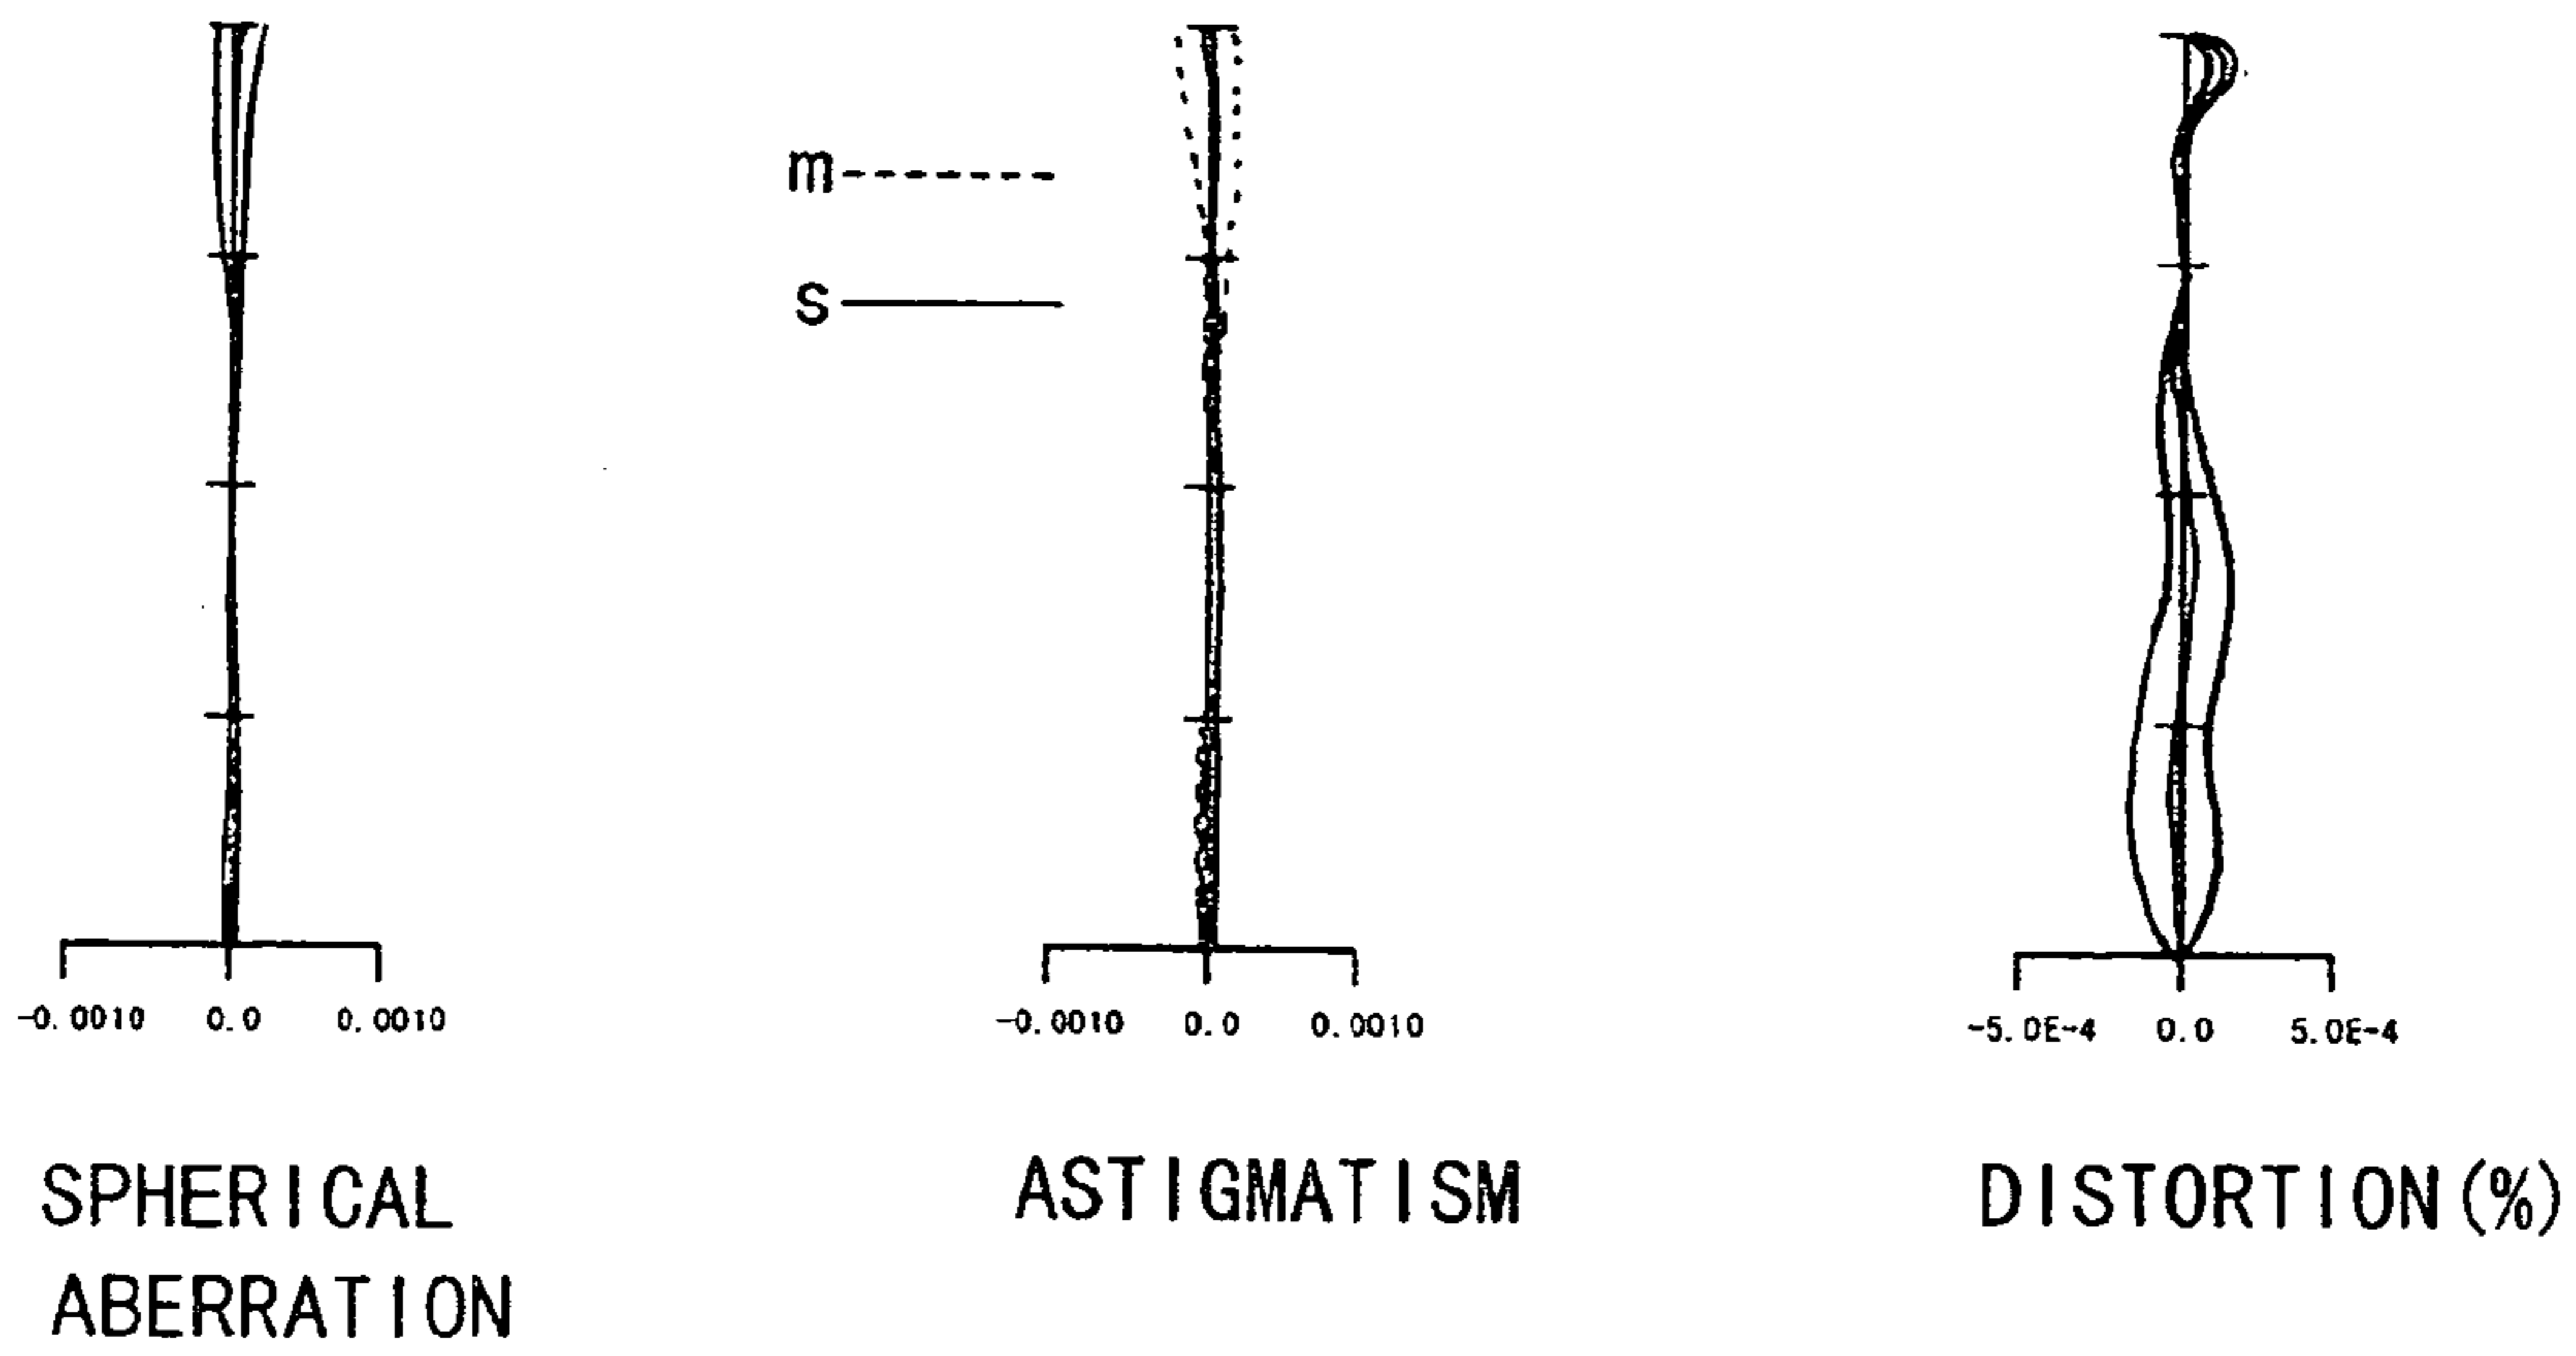 m
s
-0.0010 0.0 0.0010
-0.0010 0.0 0.0010
-5.0E-4 0.0 5.0E-4
SPHERICAL
ABERRATION
ASTIGMATISM
DISTORTION(%)